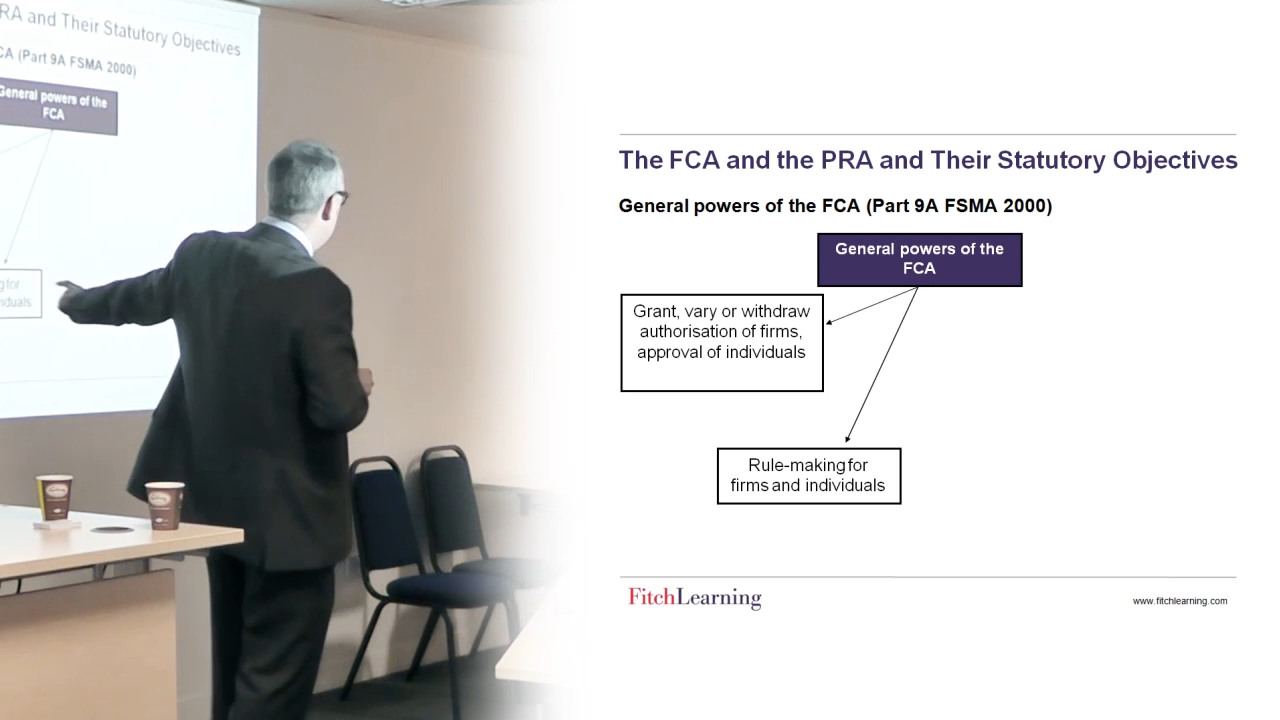 RA and Their Statutory Objectives
CA (Part 9A FSMA 2000)
General powers of the
FCA
g for
iduals
The FCA and the PRA and Their Statutory Objectives
General powers of the FCA (Part 9A FSMA 2000)
General powers of the
FCA
Grant, vary or withdraw
authorisation of firms,
approval of individuals
Rule-making for
firms and individuals
FitchLearning
www.fitchlearning.com